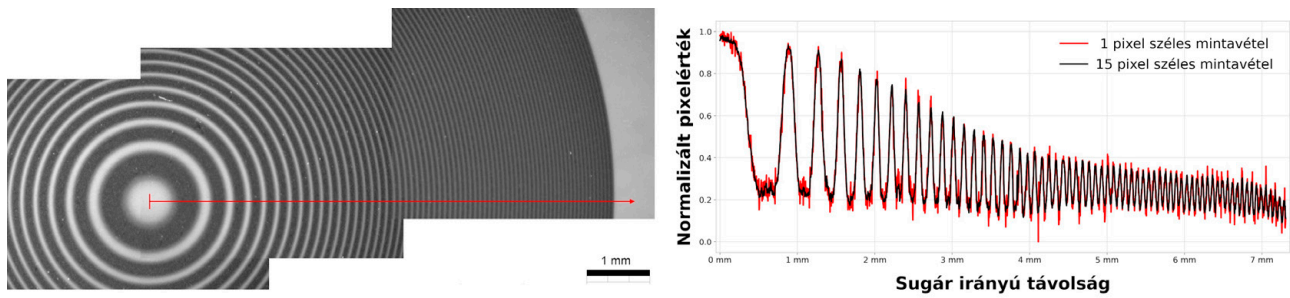 1 mm
Normalizált pixelérték
1.0
0.8
0.6
0.4
0.2
0.0
1 pixel széles mintavétel
15 pixel széles mintavétel
0 mm
1 mm
2 mm
3 mm
4 mm
5 mm
6 mm
7 mm
Sugár irányú távolság